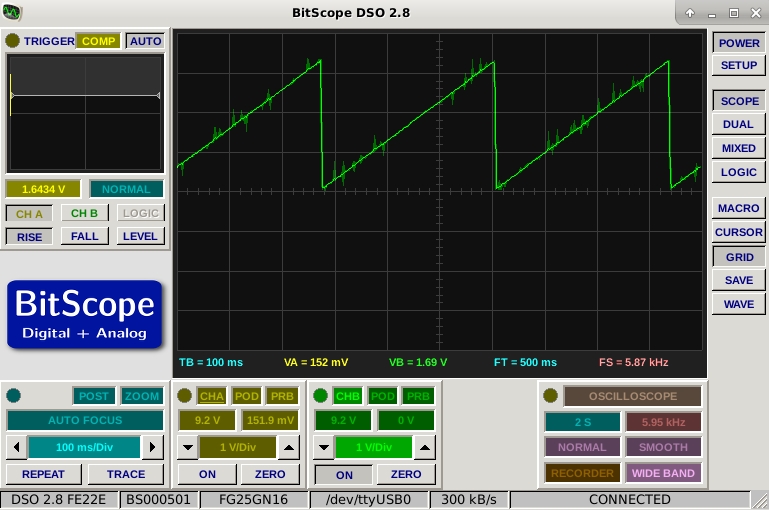 BitScope DSO 2.8
TRIGGER COMP AUTO
1.6434 V NORMAL
CH A CH B LOGIC
RISE FALL LEVEL
BitScope
Digital + Analog
TB = 100 ms VA = 152 mV VB = 1.69 V FT = 500 ms FS = 5.87 kHz
POWER
SETUP
SCOPE
DUAL
MIXED
LOGIC
MACRO
CURSOR
GRID
SAVE
WAVE
POST ZOOM
AUTO FOCUS
100 ms/Div
REPEAT TRACE
CHA POD PRB
9.2 V 151.9 mV
1 V/Div
ON ZERO
CHB POD PRB
9.2 V 0 V
1 V/Div
ON ZERO
OSCILLOSCOPE
2 S 5.95 kHz
NORMAL SMOOTH
RECORDER WIDE BAND
DSO 2.8 FE22E BS000501 FG25GN16 /dev/ttyUSB0 300 kB/s CONNECTED